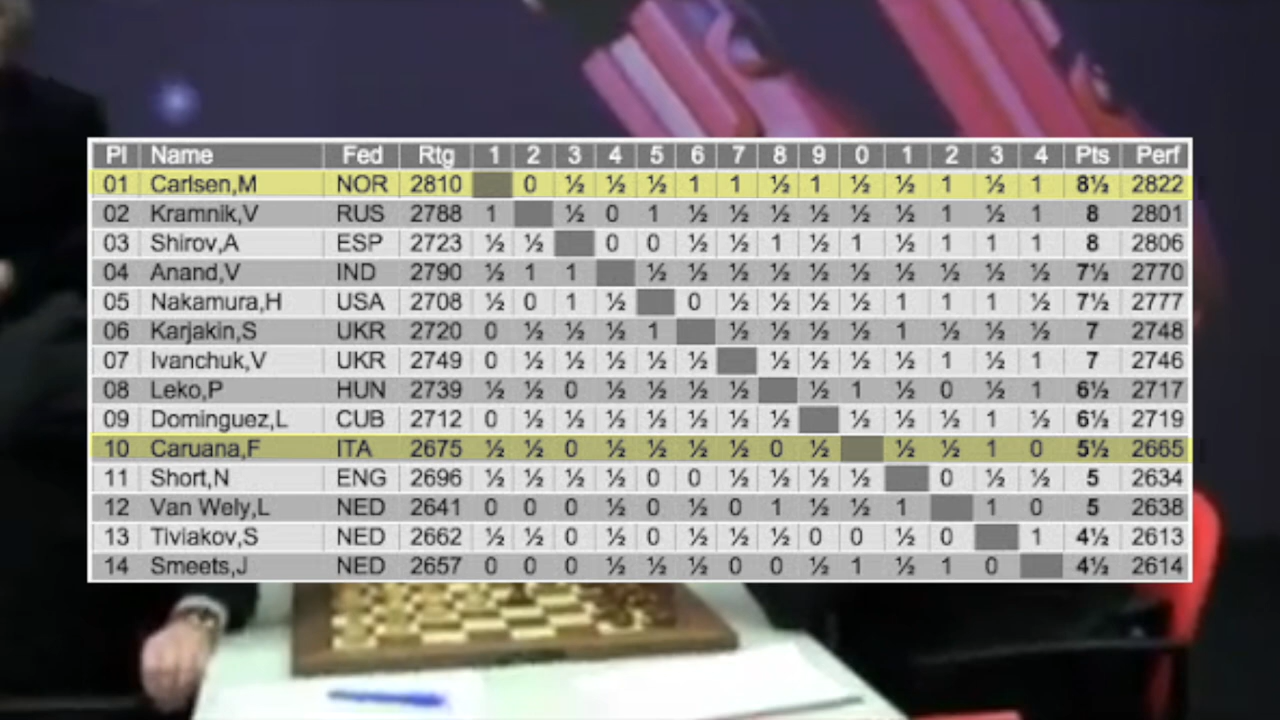 Pl Name Fed Rtg 1 2 3 4 5 6 7 8 9 0 1 2 3 4 Pts Perf
01 Carlsen,M NOR 2810 0 ½ ½ ½ 1 1 ½ 1 ½ ½ 1 ½ 1 8½ 2822
02 Kramnik,V RUS 2788 1 ½ 0 1 ½ ½ ½ ½ ½ ½ 1 ½ 1 8 2801
03 Shirov,A ESP 2723 ½ ½ 0 0 ½ ½ 1 ½ 1 ½ 1 1 1 8 2806
04 Anand,V IND 2790 ½ 1 1 ½ ½ ½ ½ ½ ½ ½ ½ ½ ½ 7½ 2770
05 Nakamura,H USA 2708 ½ 0 1 ½ 0 ½ ½ ½ ½ 1 1 1 ½ 7½ 2777
06 Karjakin,S UKR 2720 0 ½ ½ ½ 1 ½ ½ ½ ½ 1 ½ ½ ½ 7 2748
07 Ivanchuk,V UKR 2749 0 ½ ½ ½ ½ ½ ½ ½ ½ ½ 1 ½ 1 7 2746
08 Leko,P HUN 2739 ½ ½ 0 ½ ½ ½ ½ ½ 1 ½ 0 ½ 1 6½ 2717
09 Dominguez,L CUB 2712 0 ½ ½ ½ ½ ½ ½ ½ ½ ½ ½ 1 ½ 6½ 2719
10 Caruana,F ITA 2675 ½ ½ 0 ½ ½ ½ ½ 0 ½ ½ ½ 1 0 5½ 2665
11 Short,N ENG 2696 ½ ½ ½ ½ 0 0 ½ ½ ½ ½ 0 ½ ½ 5 2634
12 Van Wely,L NED 2641 0 0 0 ½ 0 ½ 0 1 ½ ½ 1 1 0 5 2638
13 Tiviakov,S NED 2662 ½ ½ 0 ½ 0 ½ ½ ½ 0 0 ½ 0 1 4½ 2613
14 Smeets,J NED 2657 0 0 0 ½ ½ ½ 0 0 ½ 1 ½ 1 0 4½ 2614